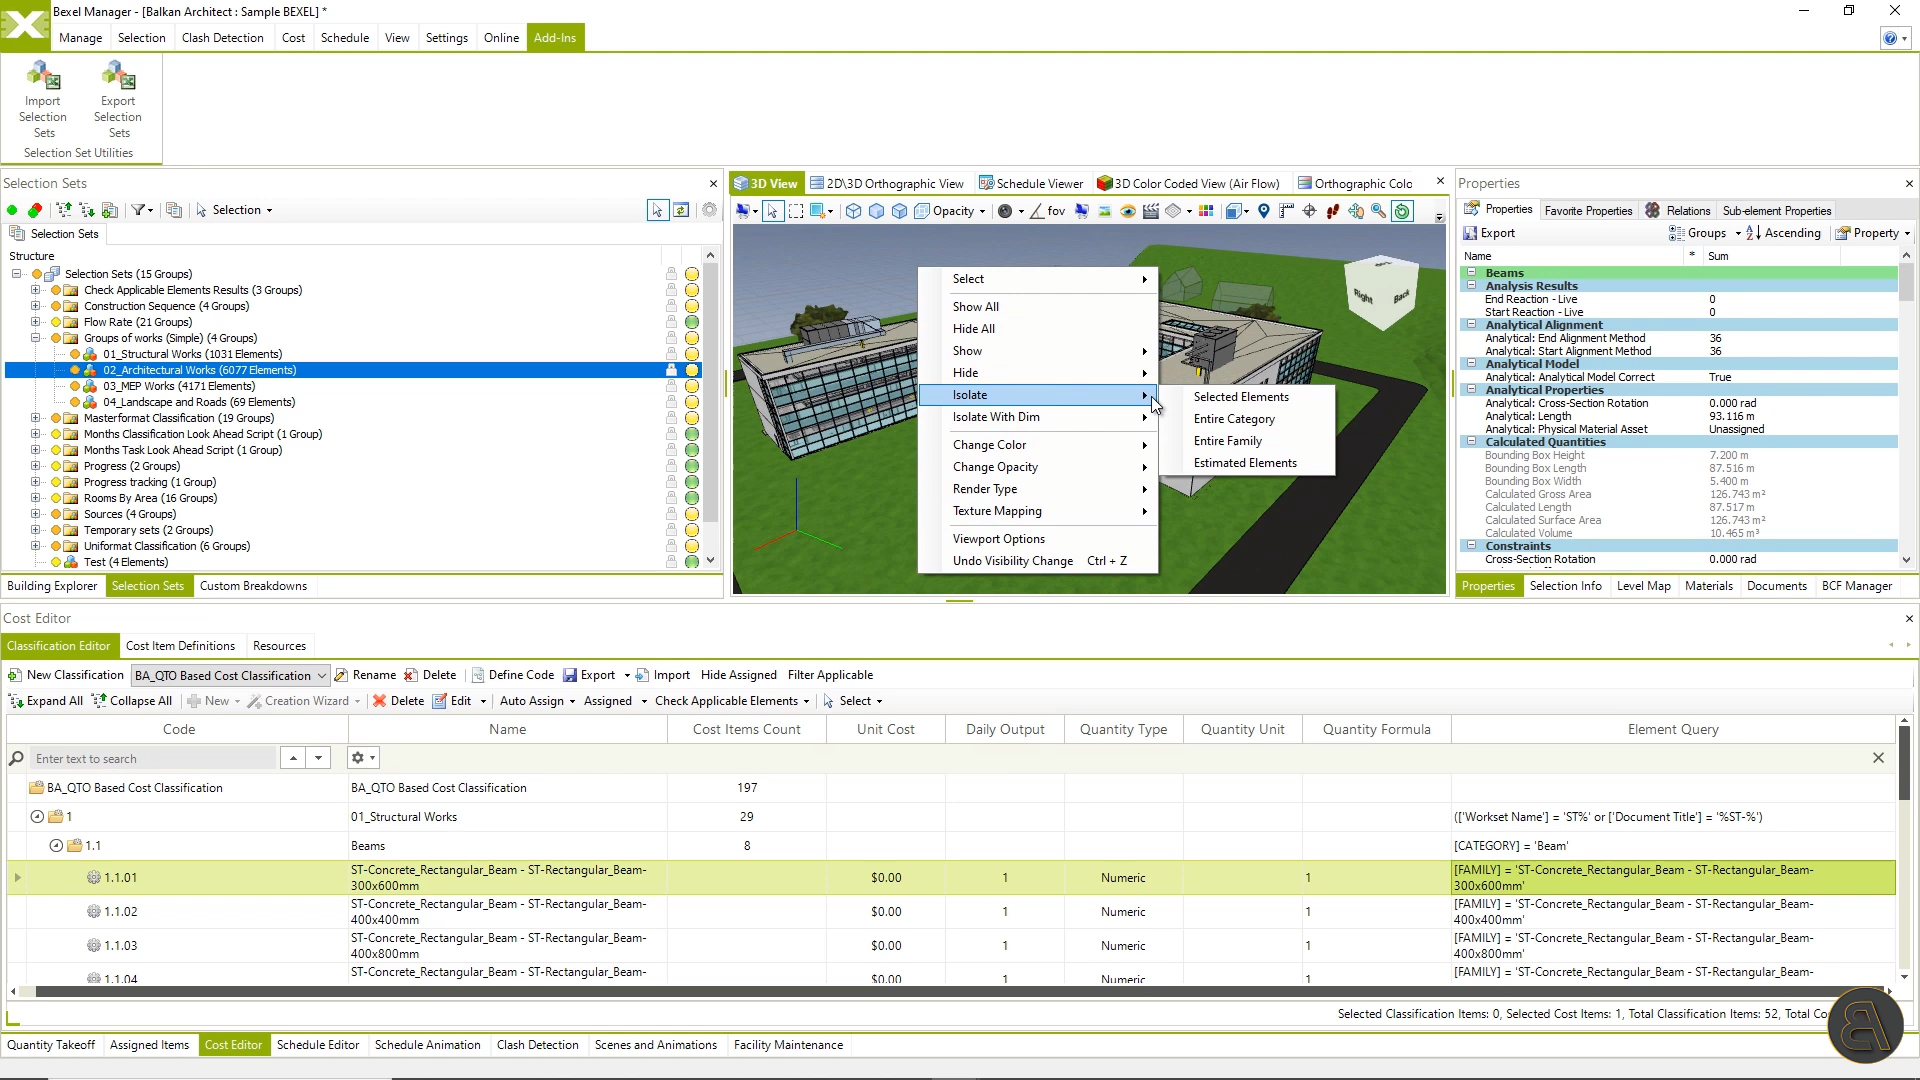 Bexel Manager - [Balkan Architect : Sample BEXEL] *
Manage Selection Clash Detection Cost Schedule View Settings Online Add-Ins
Import Selection Sets
Export Selection Sets
Selection Set Utilities
Selection Sets
Selection
Selection Sets
Structure
Selection Sets (15 Groups)
Check Applicable Elements Results (3 Groups)
Construction Sequence (4 Groups)
Flow Rate (21 Groups)
Groups of works (Simple) (4 Groups)
01_Structural Works (1031 Elements)
02_Architectural Works (6077 Elements)
03_MEP Works (4171 Elements)
04_Landscape and Roads (69 Elements)
Masterformat Classification (19 Groups)
Months Classification Look Ahead Script (1 Group)
Months Task Look Ahead Script (1 Group)
Progress (2 Groups)
Progress tracking (1 Group)
Rooms By Area (16 Groups)
Sources (4 Groups)
Temporary sets (2 Groups)
Uniformat Classification (6 Groups)
Test (4 Elements)
Building Explorer Selection Sets Custom Breakdowns
3D View 2D\3D Orthographic View Schedule Viewer 3D Color Coded View (Air Flow) Orthographic Colo
Opacity fov
Right Back
Select
Show All
Hide All
Show
Hide
Isolate
Isolate With Dim
Change Color
Change Opacity
Render Type
Texture Mapping
Viewport Options
Undo Visibility Change Ctrl + Z
Selected Elements
Entire Category
Entire Family
Estimated Elements
Properties
Properties Favorite Properties Relations Sub-element Properties
Export Groups Ascending Property
Name * Sum
Beams
Analysis Results
End Reaction - Live 0
Start Reaction - Live 0
Analytical Alignment
Analytical: End Alignment Method 36
Analytical: Start Alignment Method 36
Analytical Model
Analytical: Analytical Model Correct True
Analytical Properties
Analytical: Cross-Section Rotation 0.000 rad
Analytical: Length 93.116 m
Analytical: Physical Material Asset Unassigned
Calculated Quantities
Bounding Box Height 7.200 m
Bounding Box Length 87.516 m
Bounding Box Width 5.400 m
Calculated Gross Area 126.743 m²
Calculated Length 87.517 m
Calculated Surface Area 126.743 m²
Calculated Volume 10.465 m³
Constraints
Cross-Section Rotation 0.000 rad
Properties Selection Info Level Map Materials Documents BCF Manager
Cost Editor
Classification Editor Cost Item Definitions Resources
New Classification BA_QTO Based Cost Classification Rename Delete Define Code Export Import Hide Assigned Filter Applicable
Expand All Collapse All New Creation Wizard Delete Edit Auto Assign Assigned Check Applicable Elements Select
Code Name Cost Items Count Unit Cost Daily Output Quantity Type Quantity Unit Quantity Formula Element Query
Enter text to search
BA_QTO Based Cost Classification BA_QTO Based Cost Classification 197
1 01_Structural Works 29 (['Workset Name'] = 'ST%' or ['Document Title'] = '%ST-%')
1.1 Beams 8 [CATEGORY] = 'Beam'
1.1.01 ST-Concrete_Rectangular_Beam - ST-Rectangular_Beam-300x600mm $0.00 1 Numeric 1 [FAMILY] = 'ST-Concrete_Rectangular_Beam - ST-Rectangular_Beam-300x600mm'
1.1.02 ST-Concrete_Rectangular_Beam - ST-Rectangular_Beam-400x400mm $0.00 1 Numeric 1 [FAMILY] = 'ST-Concrete_Rectangular_Beam - ST-Rectangular_Beam-400x400mm'
1.1.03 ST-Concrete_Rectangular_Beam - ST-Rectangular_Beam-400x800mm $0.00 1 Numeric 1 [FAMILY] = 'ST-Concrete_Rectangular_Beam - ST-Rectangular_Beam-400x800mm'
1.1.04 ST-Concrete_Rectangular_Beam - ST-Rectangular_Beam- $0.00 1 Numeric 1 [FAMILY] = 'ST-Concrete_Rectangular_Beam - ST-Rectangular_Beam-
Selected Classification Items: 0, Selected Cost Items: 1, Total Classification Items: 52, Total Co
Quantity Takeoff Assigned Items Cost Editor Schedule Editor Schedule Animation Clash Detection Scenes and Animations Facility Maintenance